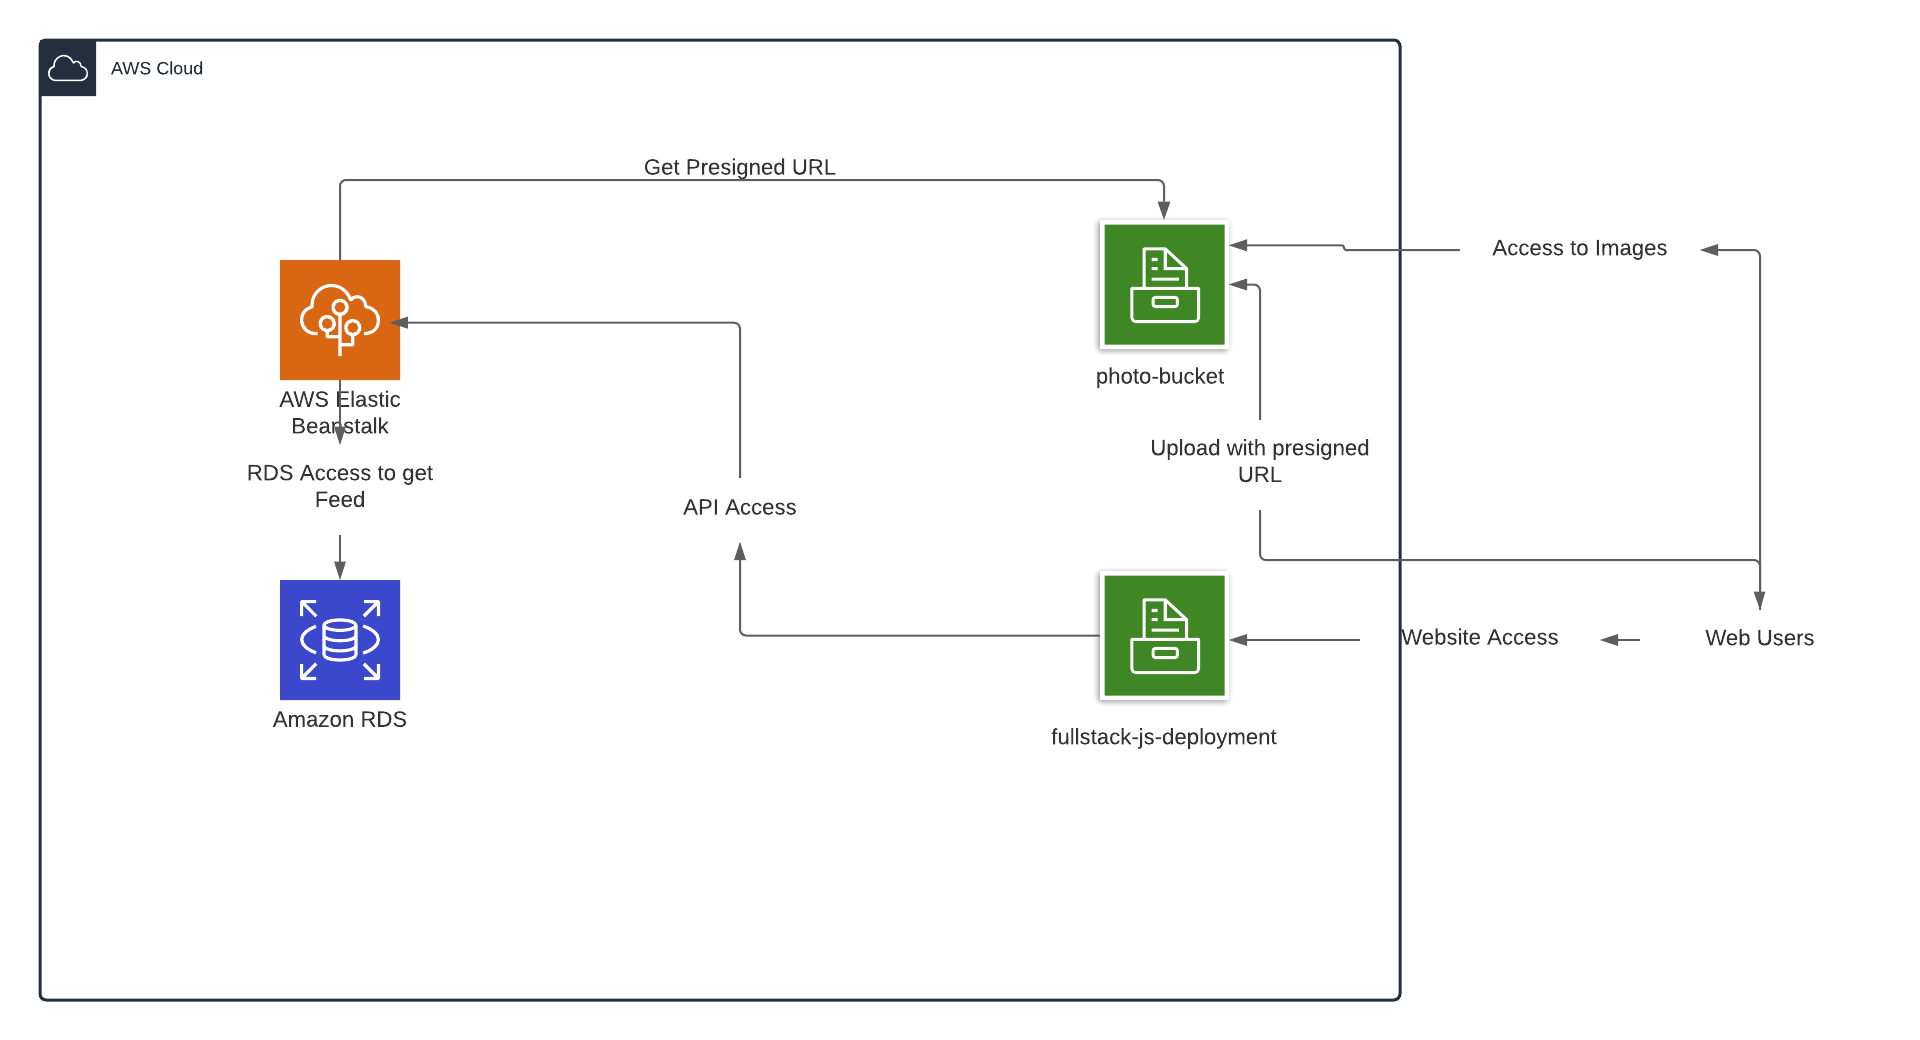 AWS Cloud
Get Presigned URL
Access to Images
photo-bucket
AWS Elastic
Beanstalk
Upload with presigned
URL
RDS Access to get
Feed
API Access
Website Access
Web Users
Amazon RDS
fullstack-js-deployment